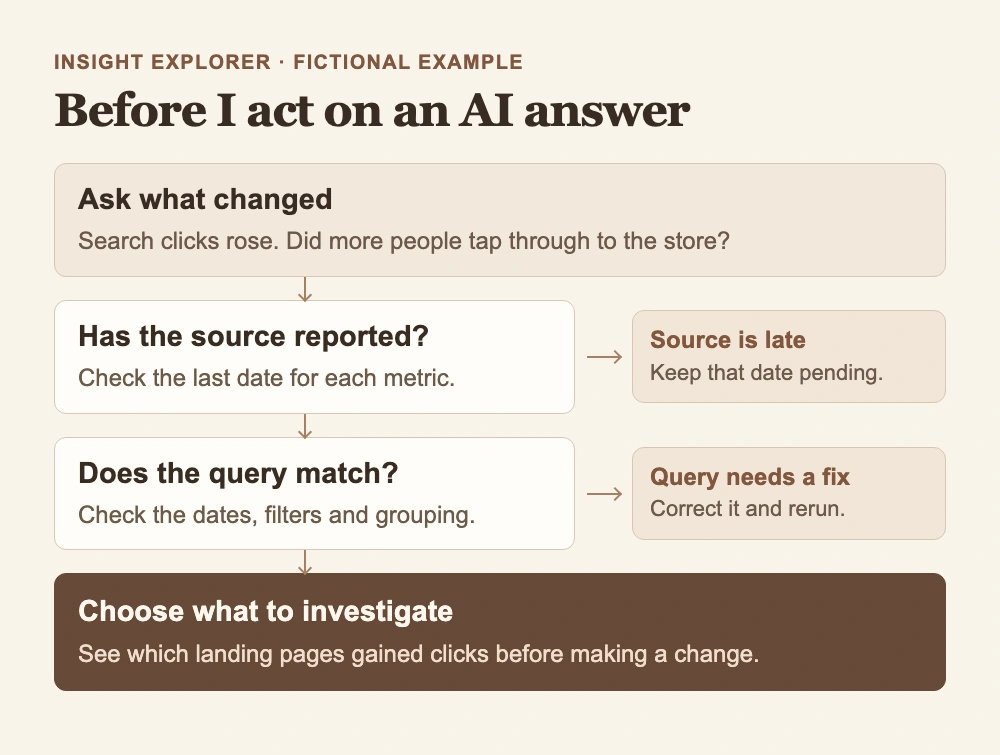 INSIGHT EXPLORER · FICTIONAL EXAMPLE
Before I act on an AI answer
Ask what changed
Search clicks rose. Did more people tap through to the store?
Has the source reported?
Check the last date for each metric.
Source is late
Keep that date pending.
Does the query match?
Check the dates, filters and grouping.
Query needs a fix
Correct it and rerun.
Choose what to investigate
See which landing pages gained clicks before making a change.